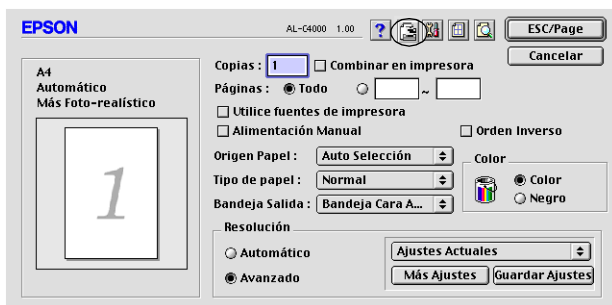 EPSON
AL-C4000 1.00
?
ESC/Page
Cancelar
A4
Automático
Más Foto-realístico
1
Copias : 1
Combinar en impresora
Páginas : Todo ~
Utilice fuentes de impresora
Alimentación Manual
Orden Inverso
Origen Papel : Auto Selección
Tipo de papel : Normal
Bandeja Salida : Bandeja Cara A...
Color
Color
Negro
Resolución
Automático
Avanzado
Ajustes Actuales
Más Ajustes
Guardar Ajustes